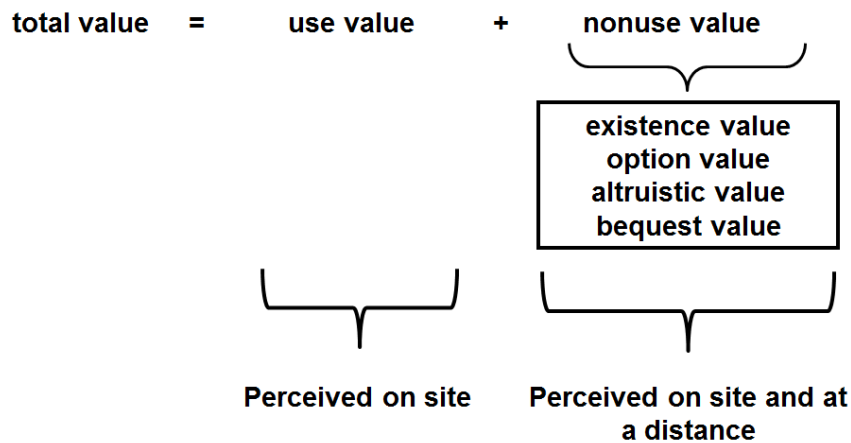 total value = use value + nonuse value
existence value
option value
altruistic value
bequest value
Perceived on site
Perceived on site and at
a distance